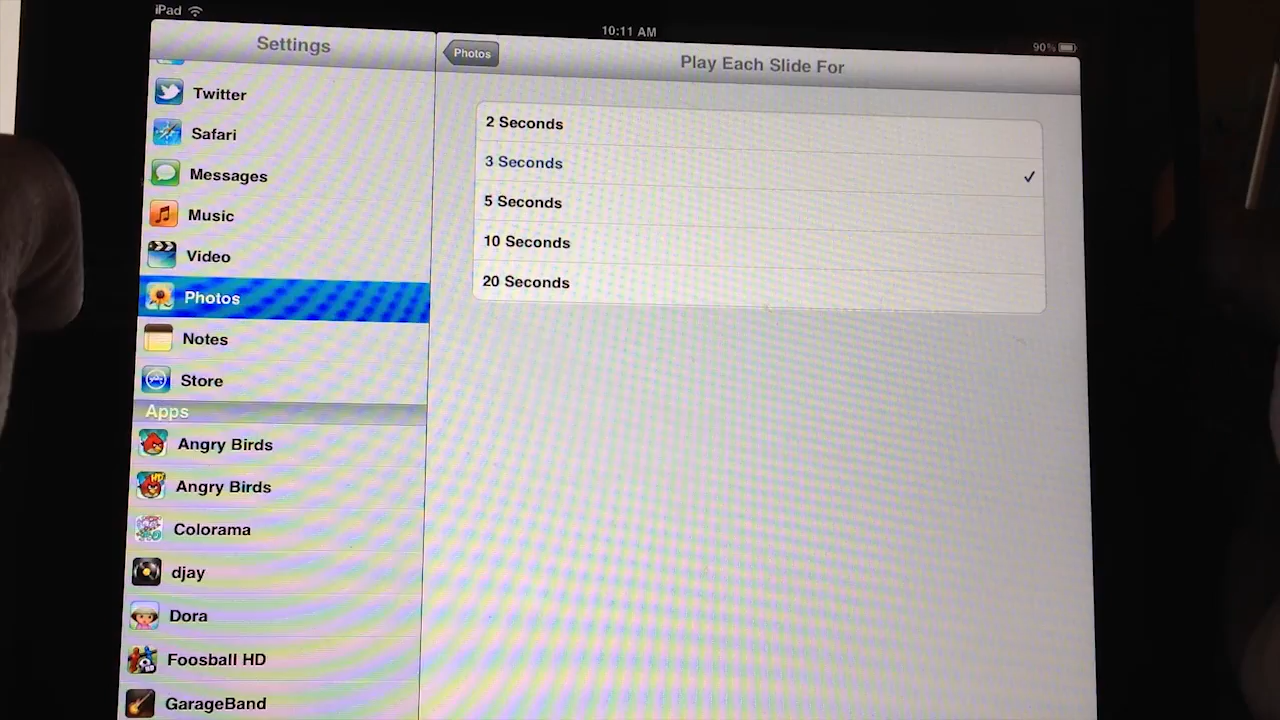 iPad
10:11 AM
90%
Settings
Photos
Play Each Slide For
Twitter
Safari
Messages
Music
Video
Photos
Notes
Store
Apps
Angry Birds
Angry Birds
Colorama
djay
Dora
Foosball HD
GarageBand
2 Seconds
3 Seconds
5 Seconds
10 Seconds
20 Seconds